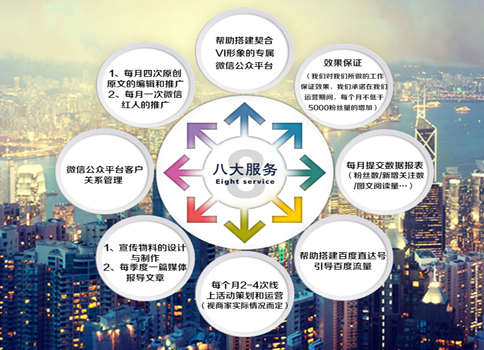 帮助搭建契合
VI形象的专属
微信公众平台
效果保证
(我们对我们所做的工作
保证效果，我们承诺在我们
运营期间，每个月不低于
5000粉丝量的增加)
每月提交数据报表
(粉丝数/新增关注数
/图文阅读量…)
帮助搭建百度直达号
引导百度流量
每个月2-4次线
上活动策划和运营
(视商家实际情况而定)
1、宣传物料的设计
与制作
2、每季度一篇媒体
报导文章
微信公众平台客户
关系管理
1、每月四次原创
原文的编辑和推广
2、每月一次微信
红人的推广
8
八大服务
Eight service